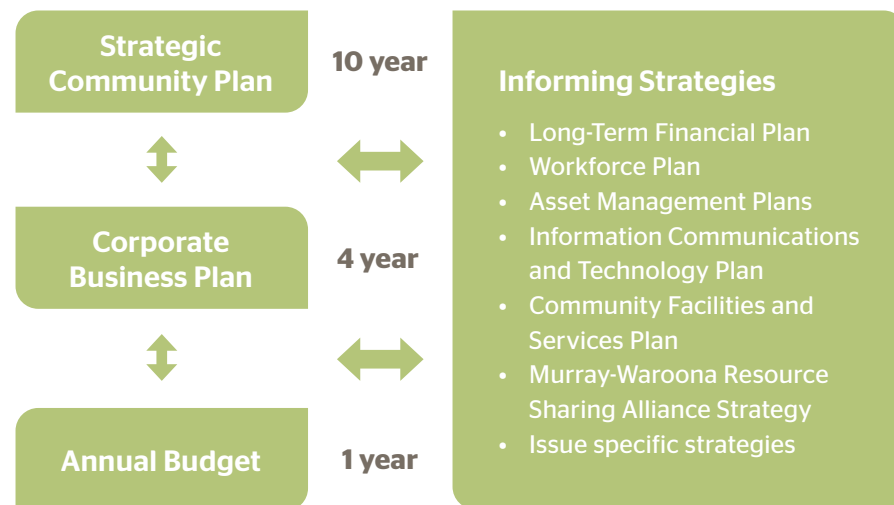 Strategic
Community Plan
10 year
Corporate
Business Plan
4 year
Annual Budget
1 year
Informing Strategies
• Long-Term Financial Plan
• Workforce Plan
• Asset Management Plans
• Information Communications
and Technology Plan
• Community Facilities and
Services Plan
• Murray-Waroona Resource
Sharing Alliance Strategy
• Issue specific strategies